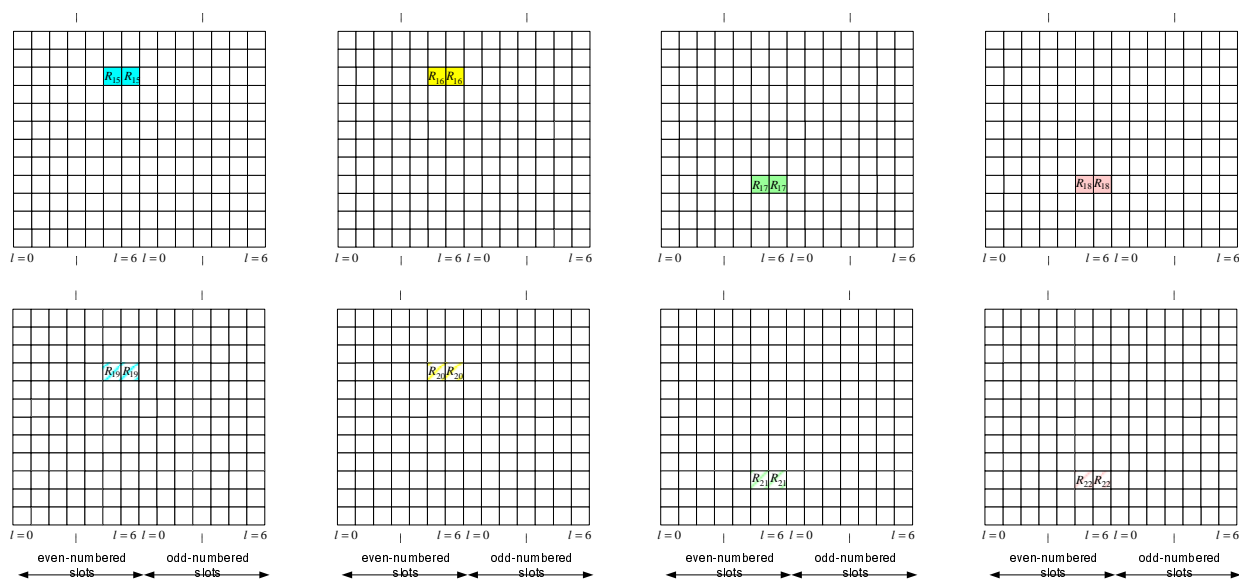 R15 R15 R16 R16
R17 R17 R18 R18
l = 0 l = 6 l = 0 l = 6 l = 0 l = 6 l = 0 l = 6 l = 0 l = 6 l = 0 l = 6 l = 0 l = 6 l = 0 l = 6
R19 R19 R20 R20
R21 R21 R22 R22
l = 0 l = 6 l = 0 l = 6 l = 0 l = 6 l = 0 l = 6 l = 0 l = 6 l = 0 l = 6 l = 0 l = 6 l = 0 l = 6
even-numbered odd-numbered even-numbered odd-numbered even-numbered odd-numbered even-numbered odd-numbered
slots slots slots slots slots slots slots slots